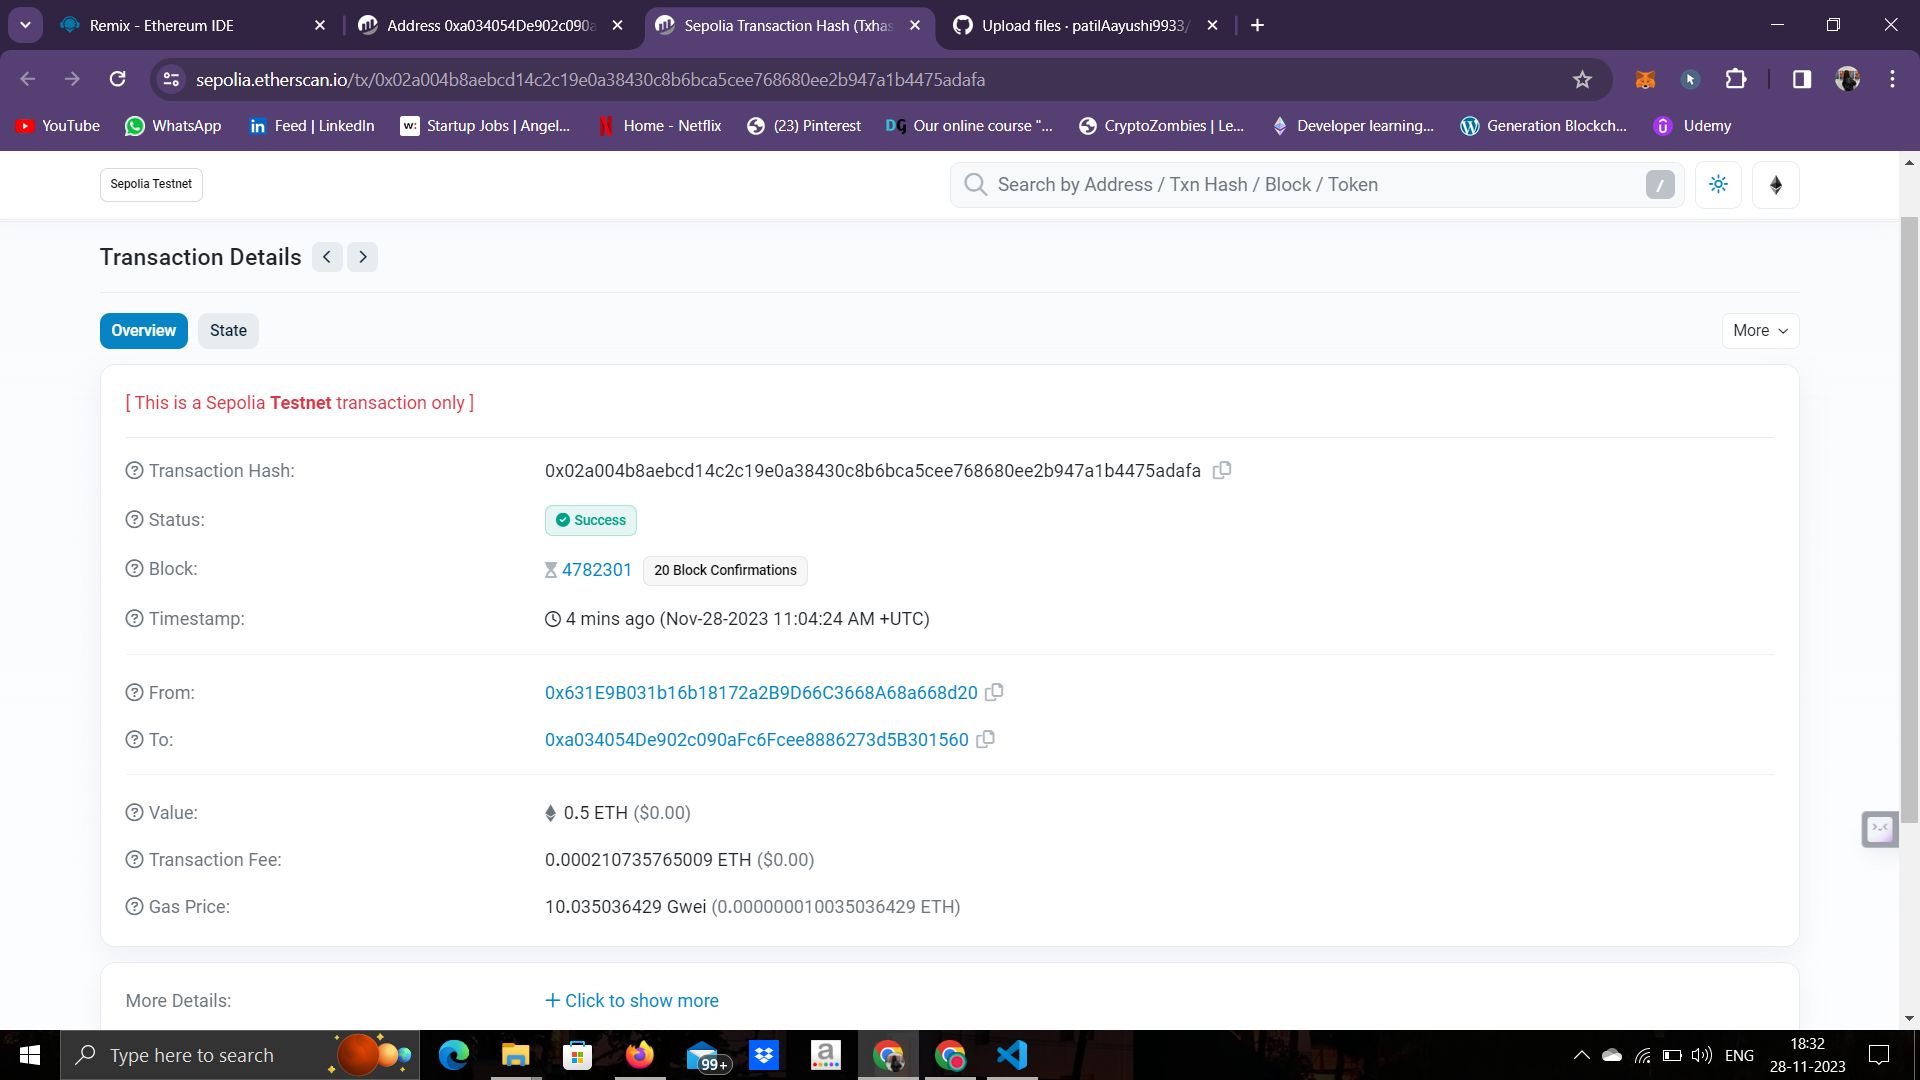 Remix - Ethereum IDE
Address 0xa034054De902c090a
Sepolia Transaction Hash (Txhas
Upload files · patilAayushi9933/
sepolia.etherscan.io/tx/0x02a004b8aebcd14c2c19e0a38430c8b6bca5cee768680ee2b947a1b4475adafa
YouTube
WhatsApp
Feed | LinkedIn
w:
Startup Jobs | Angel...
Home - Netflix
(23) Pinterest
DG
Our online course "...
CryptoZombies | Le...
Developer learning...
Generation Blockch...
Udemy
Sepolia Testnet
Search by Address / Txn Hash / Block / Token
/
Transaction Details
Overview
State
More
[ This is a Sepolia Testnet transaction only ]
Transaction Hash:
0x02a004b8aebcd14c2c19e0a38430c8b6bca5cee768680ee2b947a1b4475adafa
Status:
Success
Block:
4782301
20 Block Confirmations
Timestamp:
4 mins ago (Nov-28-2023 11:04:24 AM +UTC)
From:
0x631E9B031b16b18172a2B9D66C3668A68a668d20
To:
0xa034054De902c090aFc6Fcee8886273d5B301560
Value:
0.5 ETH ($0.00)
Transaction Fee:
0.000210735765009 ETH ($0.00)
Gas Price:
10.035036429 Gwei (0.000000010035036429 ETH)
More Details:
+ Click to show more
Type here to search
99+
a
ENG
18:32
28-11-2023